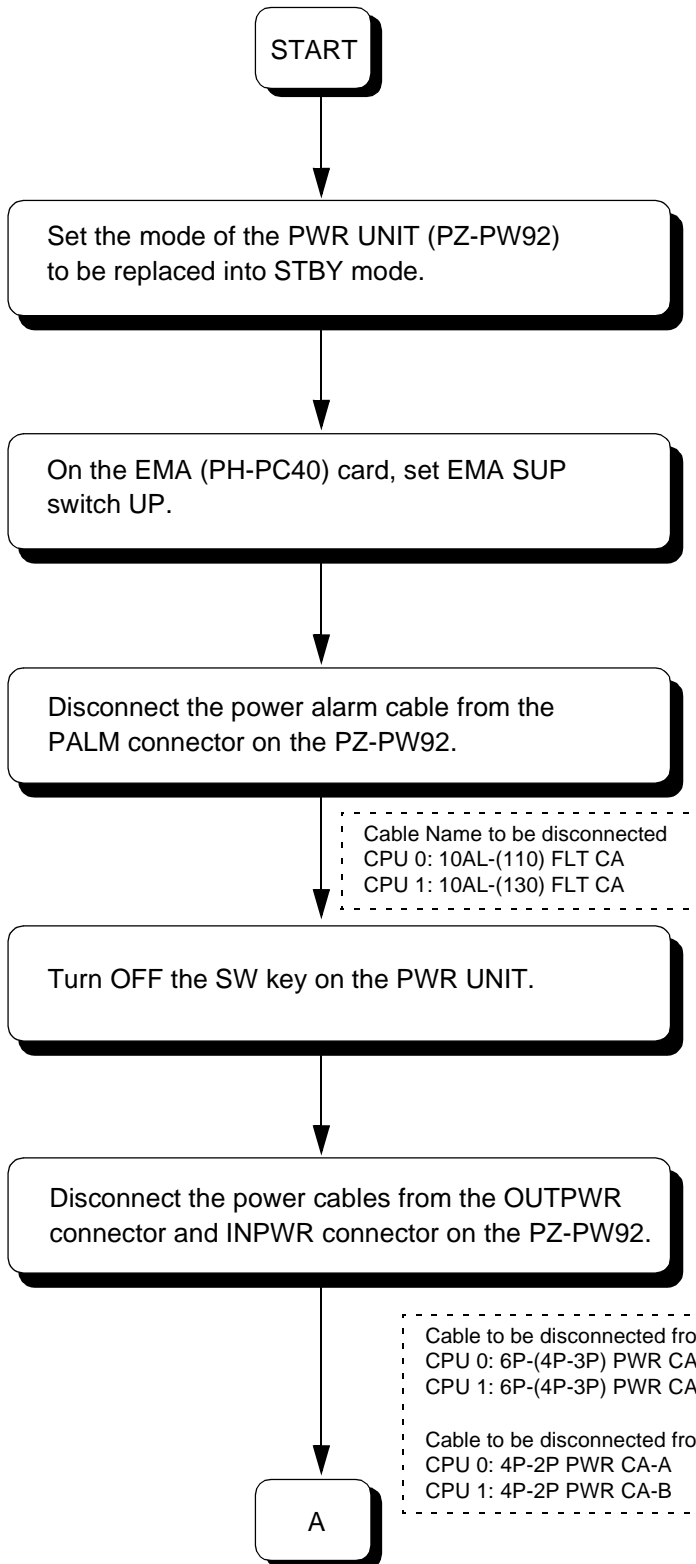 START
Set the mode of the PWR UNIT (PZ-PW92)
to be replaced into STBY mode.
On the EMA (PH-PC40) card, set EMA SUP
switch UP.
Disconnect the power alarm cable from the
PALM connector on the PZ-PW92.
Cable Name to be disconnected
CPU 0: 10AL-(110) FLT CA
CPU 1: 10AL-(130) FLT CA
Turn OFF the SW key on the PWR UNIT.
Disconnect the power cables from the OUTPWR
connector and INPWR connector on the PZ-PW92.
Cable to be disconnected
CPU 0: 6P-(4P-3P) PWR CA
CPU 1: 6P-(4P-3P) PWR CA
Cable to be disconnected
CPU 0: 4P-2P PWR CA-A
CPU 1: 4P-2P PWR CA-B
A